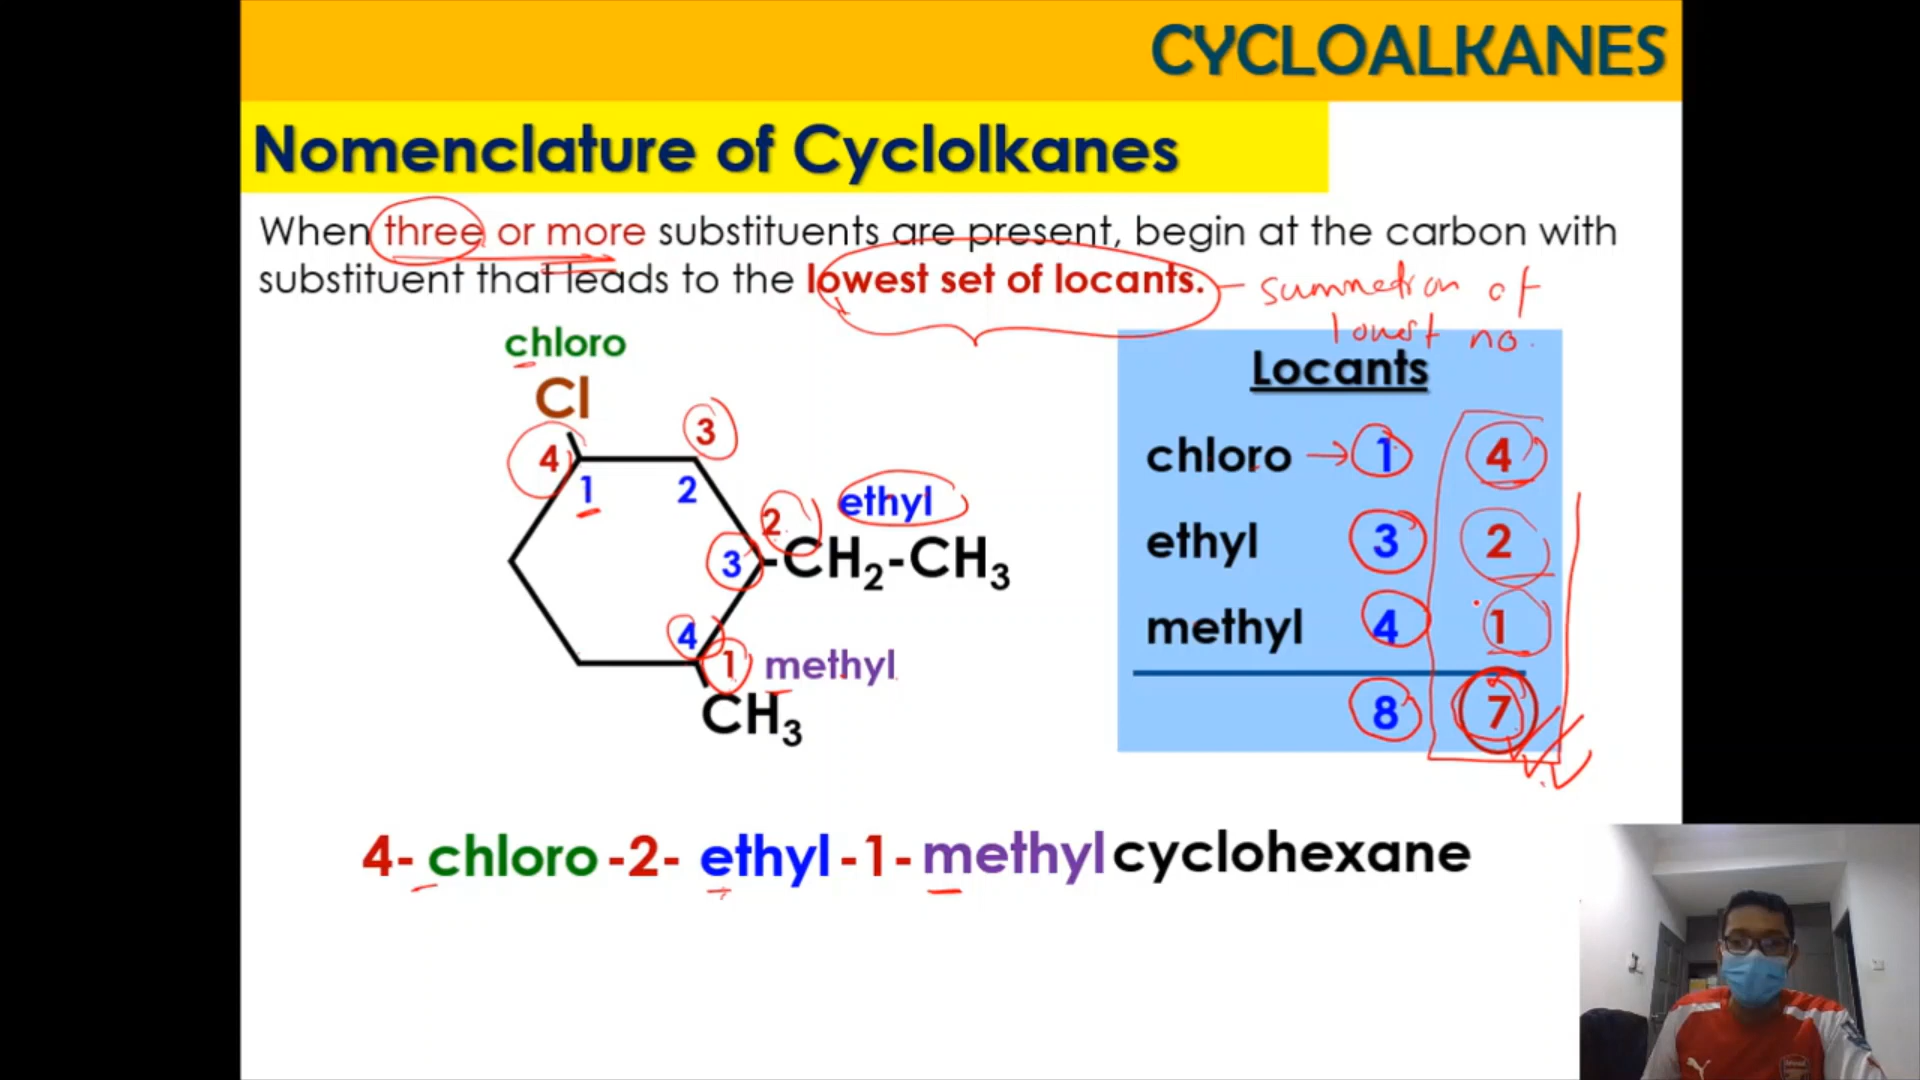 CYCLOALKANES
Nomenclature of Cyclolkanes
When three or more substituents are present, begin at the carbon with
substituent that leads to the lowest set of locants.
summation of
lowest no.
chloro
Cl
4
3
1
2
2
ethyl
3
-CH₂-CH₃
4
1
methyl
CH₃
Locants
chloro → 1 4
ethyl 3 2
methyl 4 1
8 7
4- chloro -2- ethyl -1- methyl cyclohexane